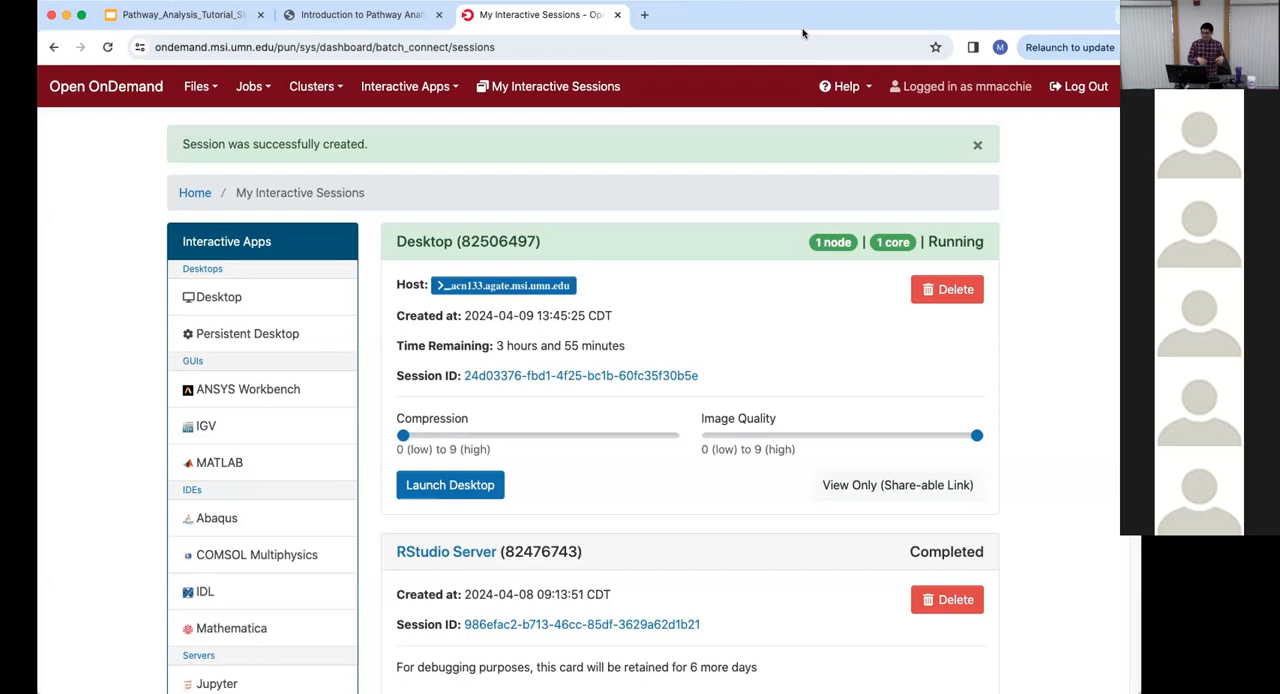 Pathway_Analysis_Tutorial_Sl
Introduction to Pathway Anal
My Interactive Sessions - Ope
ondemand.msi.umn.edu/pun/sys/dashboard/batch_connect/sessions
M
Relaunch to update
Open OnDemand
Files
Jobs
Clusters
Interactive Apps
My Interactive Sessions
Help
Logged in as mmacchie
Log Out
Session was successfully created.
Home / My Interactive Sessions
Interactive Apps
Desktops
Desktop
Persistent Desktop
GUIs
ANSYS Workbench
IGV
MATLAB
IDEs
Abaqus
COMSOL Multiphysics
IDL
Mathematica
Servers
Jupyter
Desktop (82506497)
1 node | 1 core | Running
Host: >_acn133.agate.msi.umn.edu
Delete
Created at: 2024-04-09 13:45:25 CDT
Time Remaining: 3 hours and 55 minutes
Session ID: 24d03376-fbd1-4f25-bc1b-60fc35f30b5e
Compression
0 (low) to 9 (high)
Image Quality
0 (low) to 9 (high)
Launch Desktop
View Only (Share-able Link)
RStudio Server (82476743)
Completed
Created at: 2024-04-08 09:13:51 CDT
Delete
Session ID: 986efac2-b713-46cc-85df-3629a62d1b21
For debugging purposes, this card will be retained for 6 more days